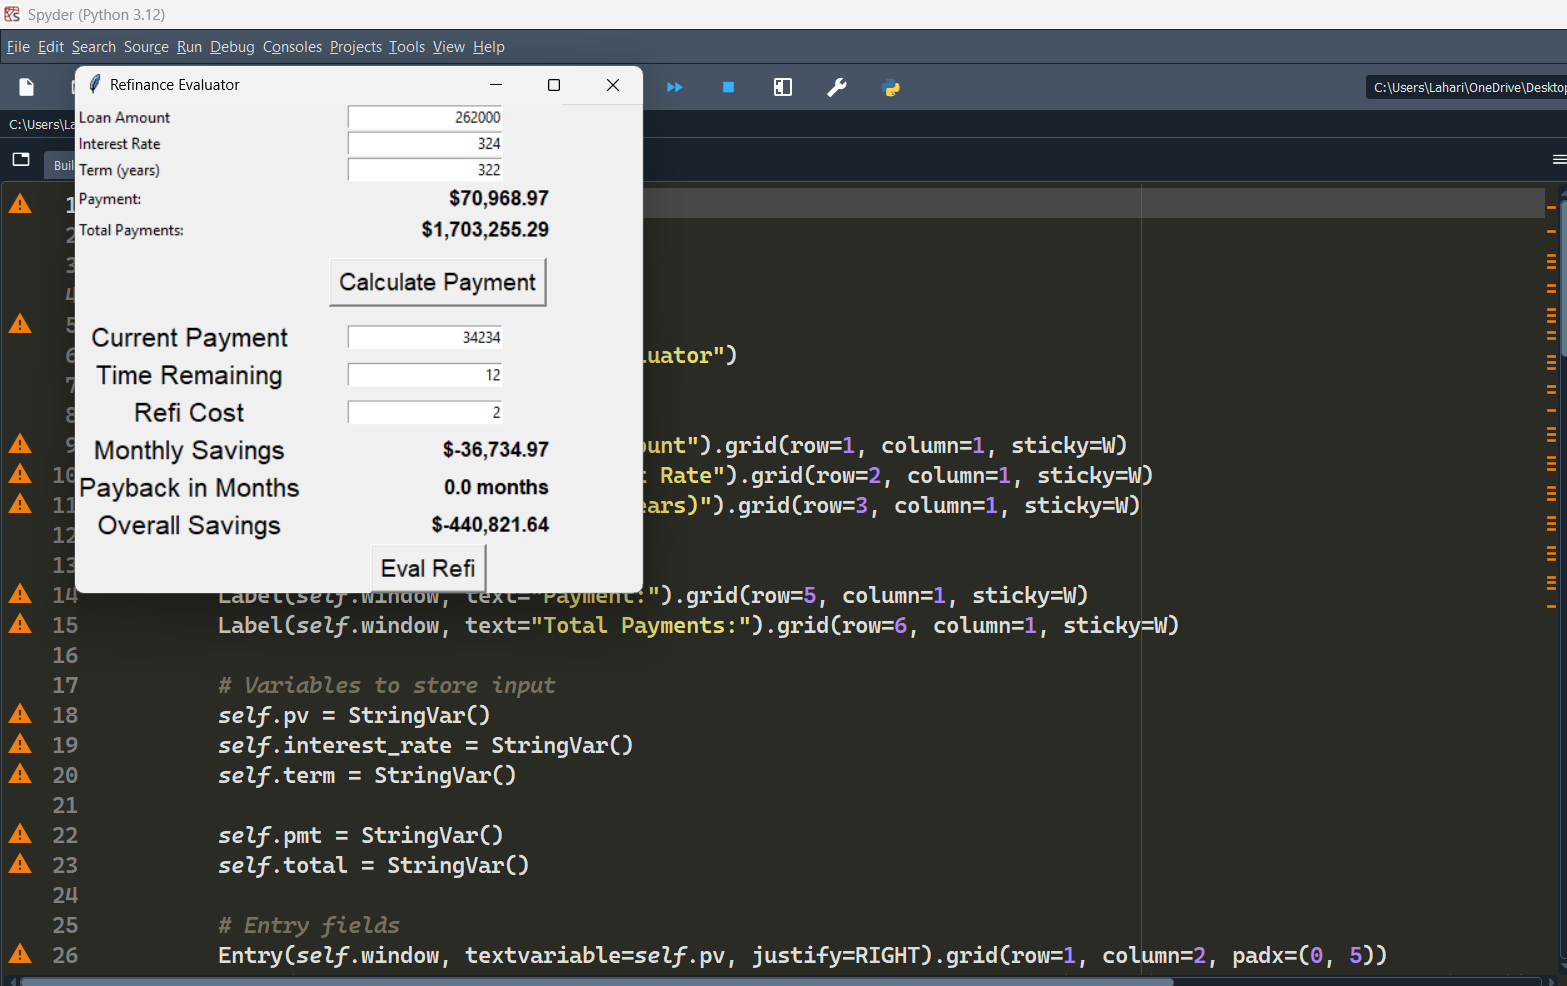 Spyder (Python 3.12)
File Edit Search Source Run Debug Consoles Projects Tools View Help
Refinance Evaluator
C:\Users\Lahari\OneDrive\Desktop
C:\Users\La
Buil
Loan Amount 262000
Interest Rate 324
Term (years) 322
Payment: $70,968.97
Total Payments: $1,703,255.29
Calculate Payment
Current Payment 34234
Time Remaining 12
Refi Cost 2
Monthly Savings $-36,734.97
Payback in Months 0.0 months
Overall Savings $-440,821.64
Eval Refi
1
2
3
4
5
6 luator")
7
8
9 ount").grid(row=1, column=1, sticky=W)
10 t Rate").grid(row=2, column=1, sticky=W)
11 ears)").grid(row=3, column=1, sticky=W)
12
13
14 Label(self.window, text="Payment:").grid(row=5, column=1, sticky=W)
15 Label(self.window, text="Total Payments:").grid(row=6, column=1, sticky=W)
16
17 # Variables to store input
18 self.pv = StringVar()
19 self.interest_rate = StringVar()
20 self.term = StringVar()
21
22 self.pmt = StringVar()
23 self.total = StringVar()
24
25 # Entry fields
26 Entry(self.window, textvariable=self.pv, justify=RIGHT).grid(row=1, column=2, padx=(0, 5))